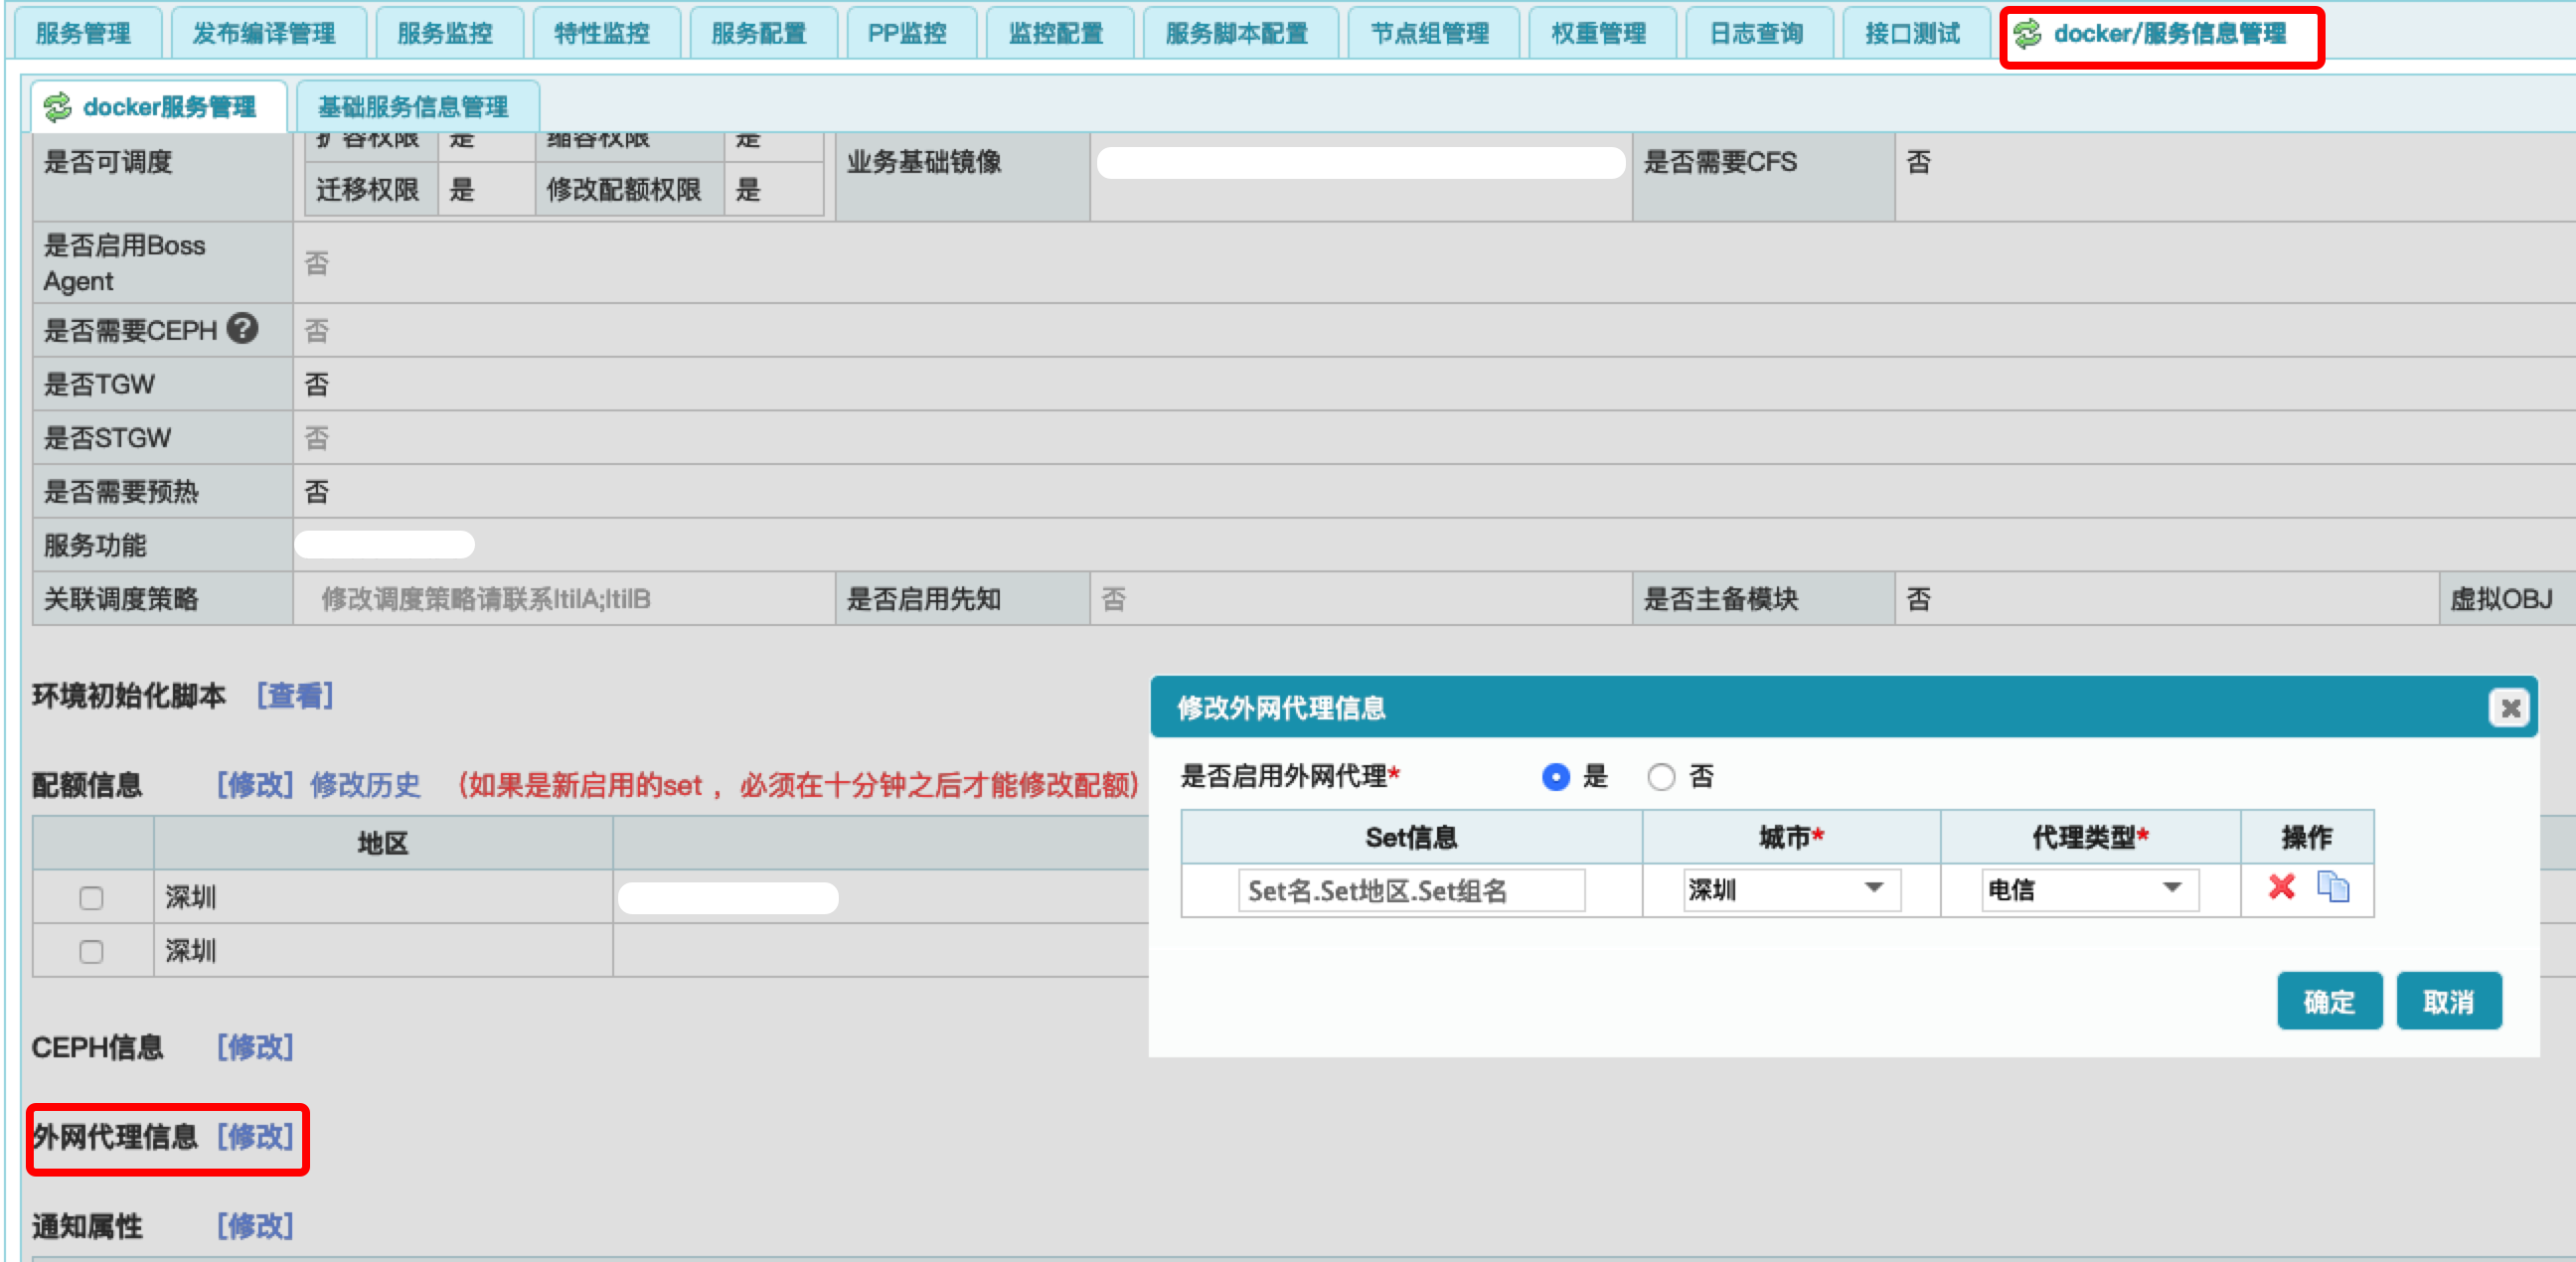 服务管理 发布编译管理 服务监控 特性监控 服务配置 PP监控 监控配置 服务脚本配置 节点组管理 权重管理 日志查询 接口测试 docker/服务信息管理
docker服务管理 基础服务信息管理
扩容权限 是 缩容权限 是
是否可调度 业务基础镜像 是否需要CFS 否
迁移权限 是 修改配额权限 是
是否启用Boss
Agent
否
是否需要CEPH ? 否
是否TGW 否
是否STGW 否
是否需要预热 否
服务功能
关联调度策略 修改调度策略请联系ItilA;ItilB 是否启用先知 否 是否主备模块 否 虚拟OBJ
环境初始化脚本 [查看]
配额信息 [修改] 修改历史 (如果是新启用的set ，必须在十分钟之后才能修改配额)
地区
深圳
深圳
CEPH信息 [修改]
外网代理信息 [修改]
通知属性 [修改]
修改外网代理信息
是否启用外网代理* 是 否
Set信息 城市* 代理类型* 操作
Set名.Set地区.Set组名 深圳 电信
确定 取消